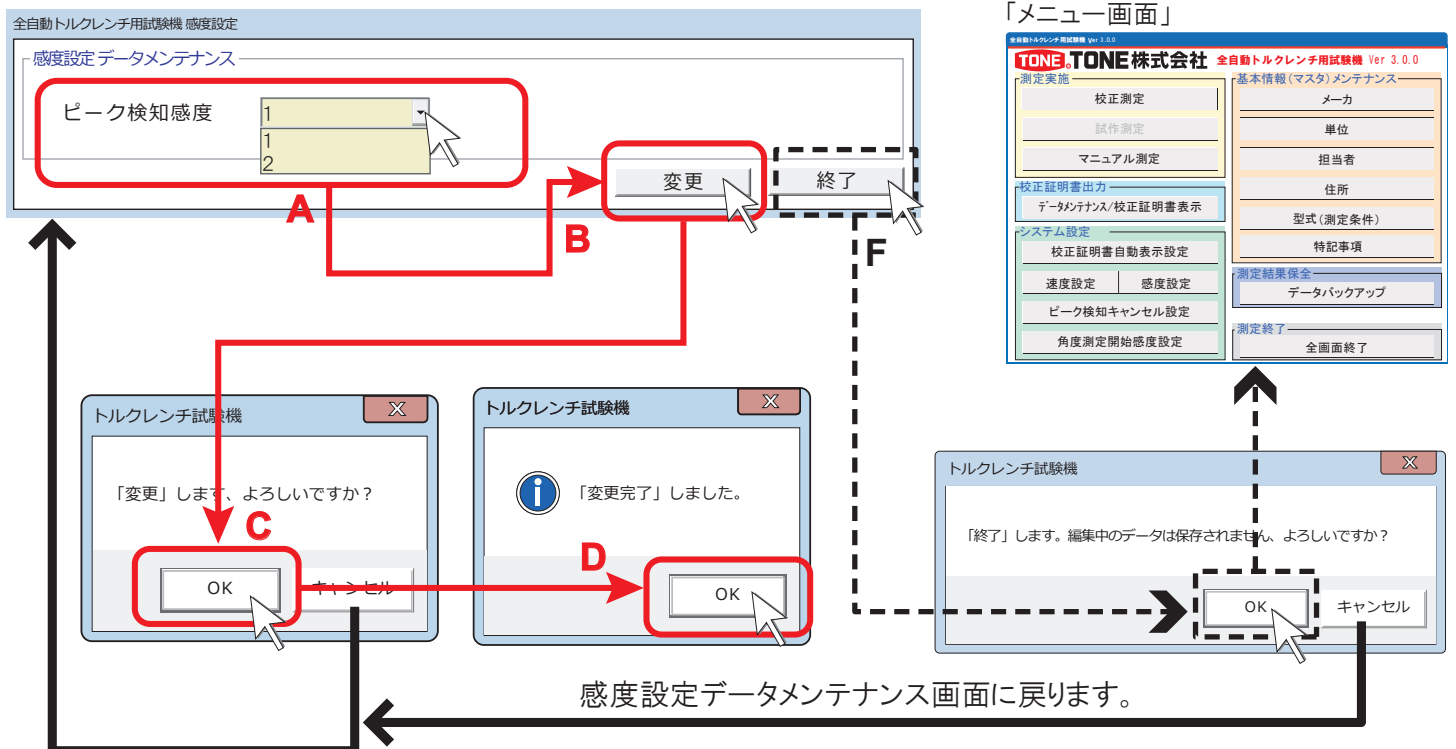 全自動トルクレンチ用試験機 感度設定
感度設定 データメンテナンス
ピーク検知感度
1
1
2
変更
終了
A
B
F
「メニュー画面」
全自動トルクレンチ用試験機 Ver 3.0.0
TONE TONE株式会社 全自動トルクレンチ用試験機 Ver 3.0.0
測定実施
校正測定
試作測定
マニュアル測定
校正証明書出力
データメンテナンス/校正証明書表示
システム設定
校正証明書自動表示設定
速度設定
感度設定
ピーク検知キャンセル設定
角度測定開始感度設定
基本情報(マスタ)メンテナンス
メーカ
単位
担当者
住所
型式(測定条件)
特記事項
測定結果保全
データバックアップ
測定終了
全画面終了
トルクレンチ試験機
X
「変更」します、よろしいですか?
C
OK
キャンセル
トルクレンチ試験機
X
「変更完了」しました。
D
OK
トルクレンチ試験機
X
「終了」します。編集中のデータは保存されません、よろしいですか?
OK
キャンセル
感度設定データメンテナンス画面に戻ります。